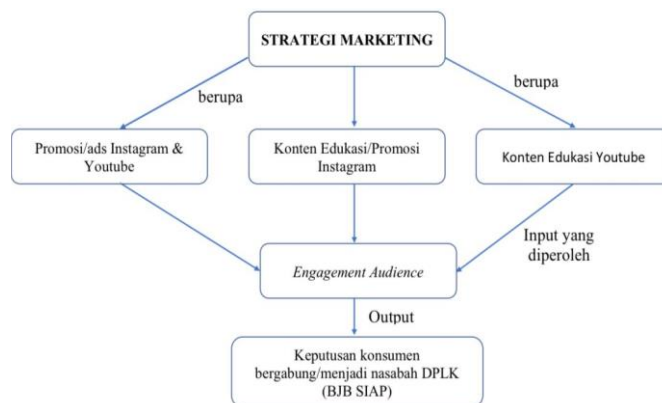 STRATEGI MARKETING
berupa
berupa
Promosi/ads Instagram &
Youtube
Konten Edukasi/Promosi
Instagram
Konten Edukasi Youtube
Input yang
diperoleh
Engagement Audience
Output
Keputusan konsumen
bergabung/menjadi nasabah DPLK
(BJB SIAP)